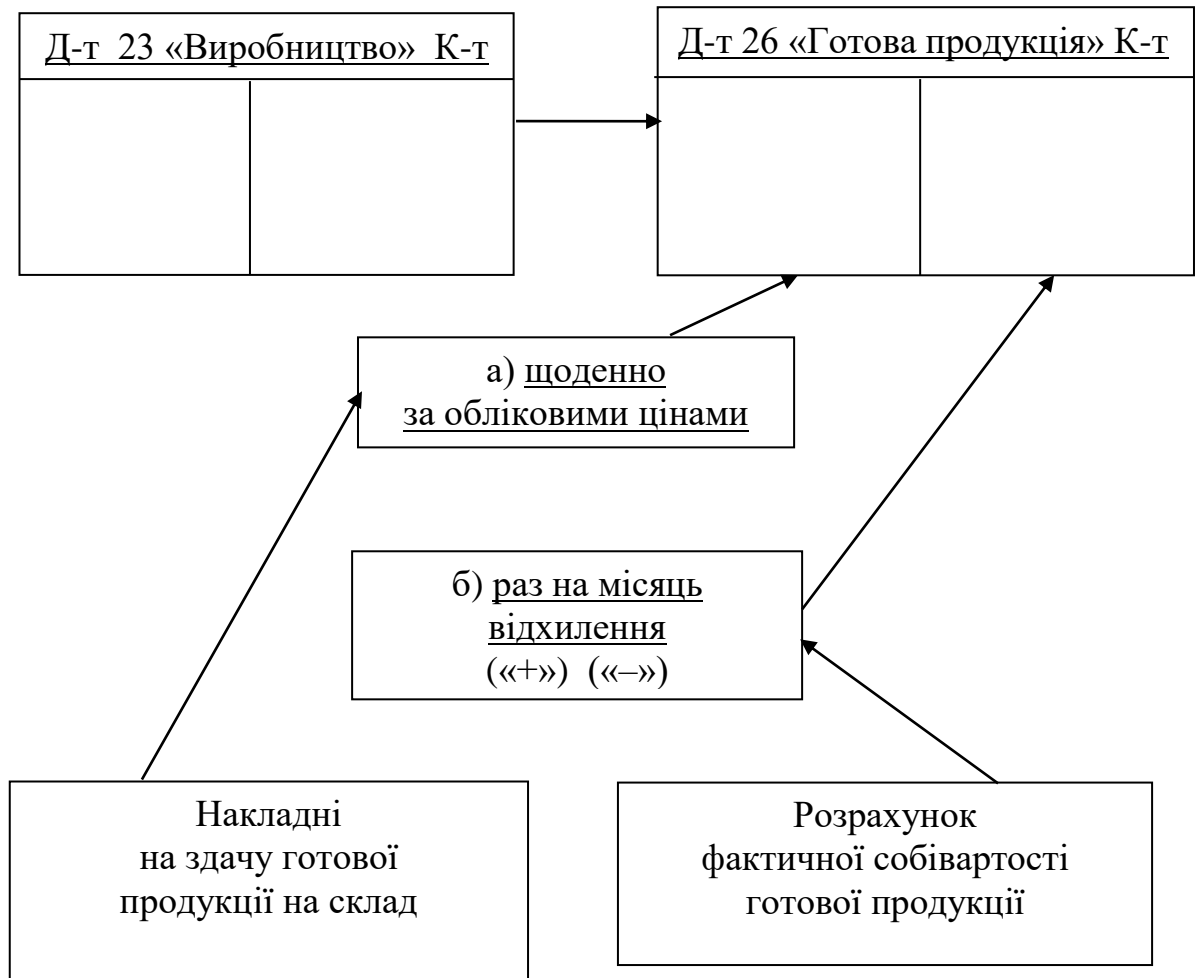 Д-т 23 «Виробництво» К-т
Д-т 26 «Готова продукція» К-т
а) щоденно
за обліковими цінами
б) раз на місяць
відхилення
(«+») («–»)
Накладні
на здачу готової
продукції на склад
Розрахунок
фактичної собівартості
готової продукції